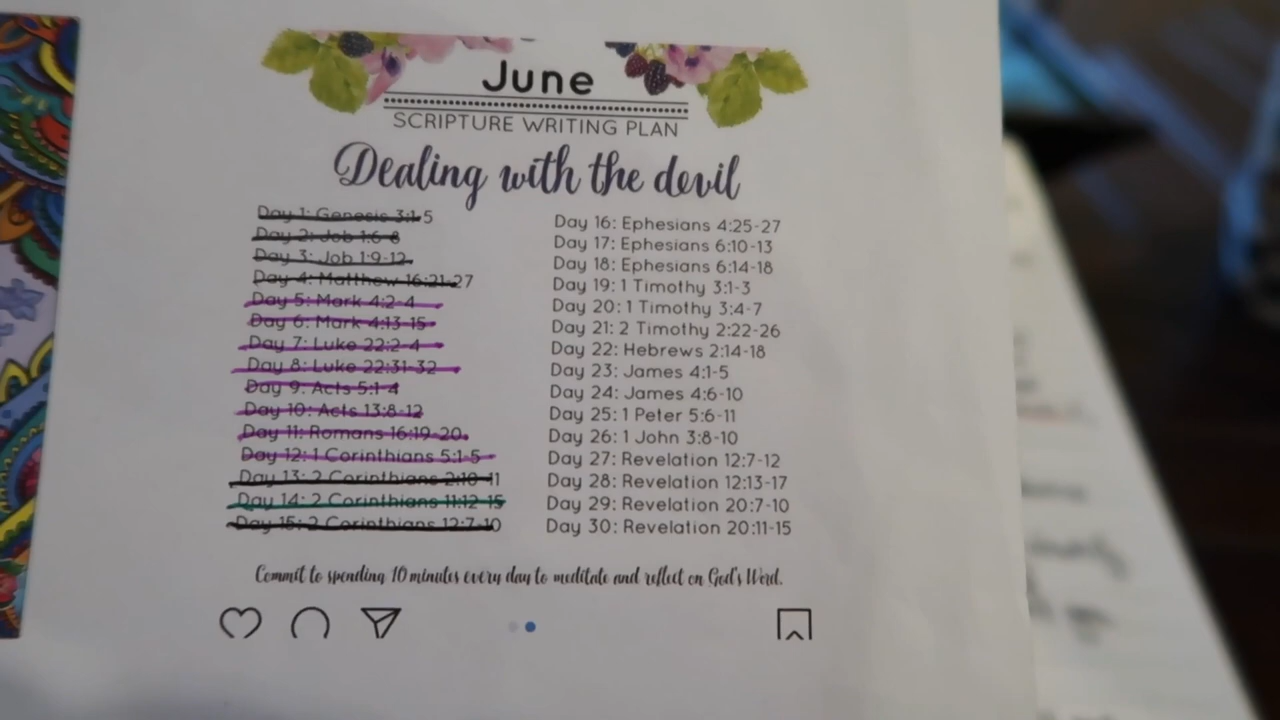 June
SCRIPTURE WRITING PLAN
Dealing with the devil
Day 1: Genesis 3:1-5
Day 2: Job 1:6-8
Day 3: Job 1:9-12
Day 4: Matthew 16:21-27
Day 5: Mark 4:2-4
Day 6: Mark 4:13-15
Day 7: Luke 22:2-4
Day 8: Luke 22:31-32
Day 9: Acts 5:1-4
Day 10: Acts 13:8-12
Day 11: Romans 16:19-20
Day 12: 1 Corinthians 5:1-5
Day 13: 2 Corinthians 2:10-11
Day 14: 2 Corinthians 11:12-15
Day 15: 2 Corinthians 12:7-10
Day 16: Ephesians 4:25-27
Day 17: Ephesians 6:10-13
Day 18: Ephesians 6:14-18
Day 19: 1 Timothy 3:1-3
Day 20: 1 Timothy 3:4-7
Day 21: 2 Timothy 2:22-26
Day 22: Hebrews 2:14-18
Day 23: James 4:1-5
Day 24: James 4:6-10
Day 25: 1 Peter 5:6-11
Day 26: 1 John 3:8-10
Day 27: Revelation 12:7-12
Day 28: Revelation 12:13-17
Day 29: Revelation 20:7-10
Day 30: Revelation 20:11-15
Commit to spending 10 minutes every day to meditate and reflect on God's Word.